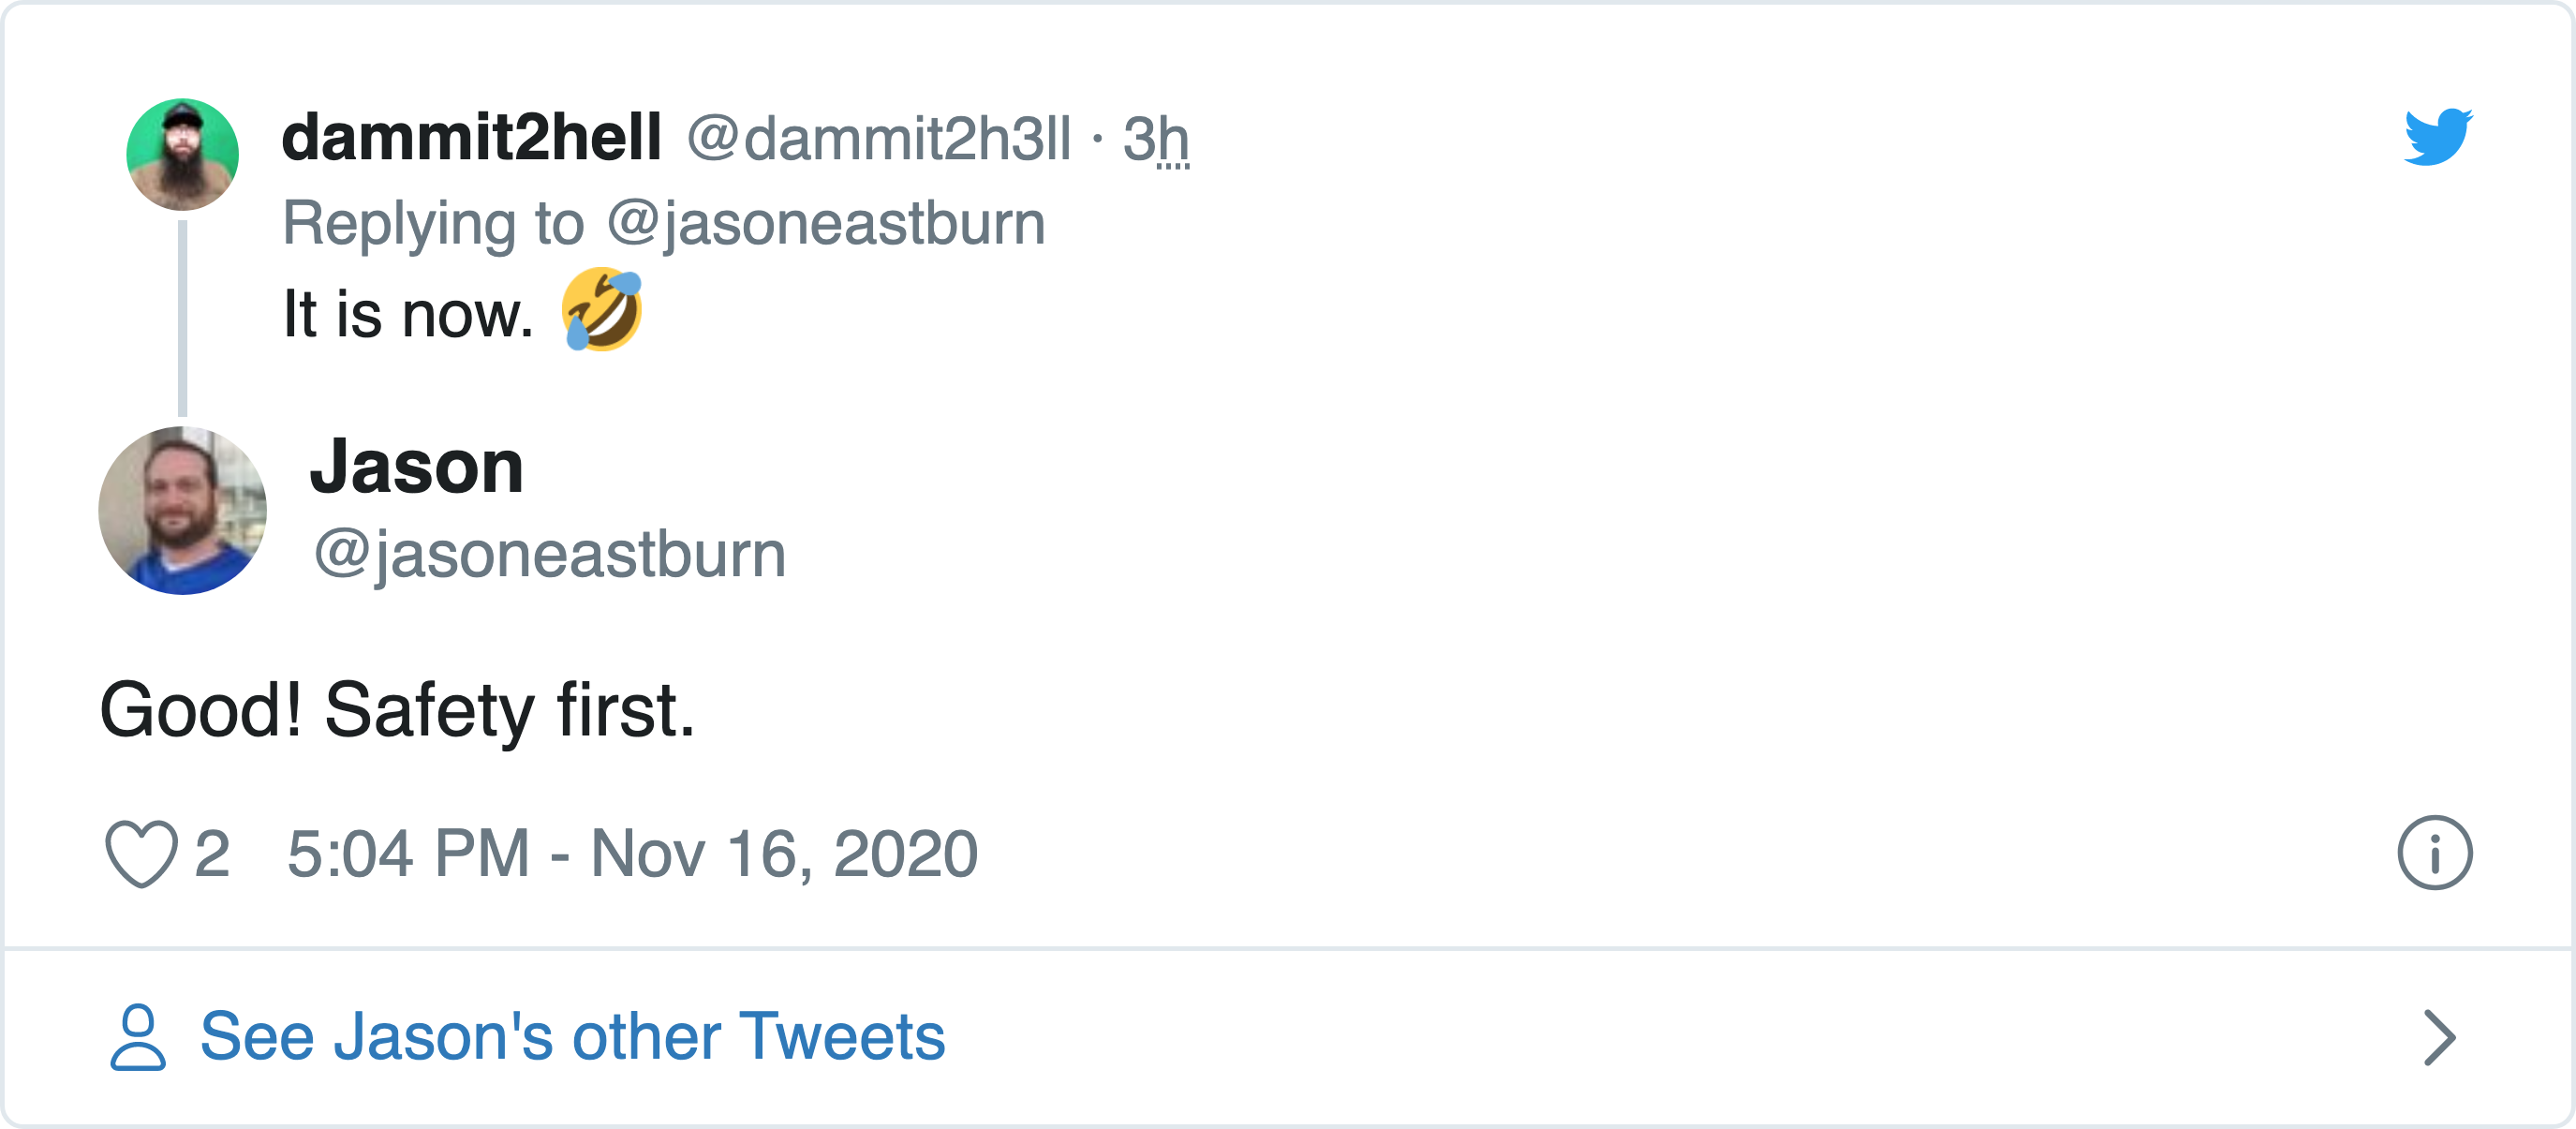 dammit2hell @dammit2h3ll · 3h
Replying to @jasoneastburn
It is now. 🤣
Jason
@jasoneastburn
Good! Safety first.
2 5:04 PM - Nov 16, 2020
See Jason's other Tweets